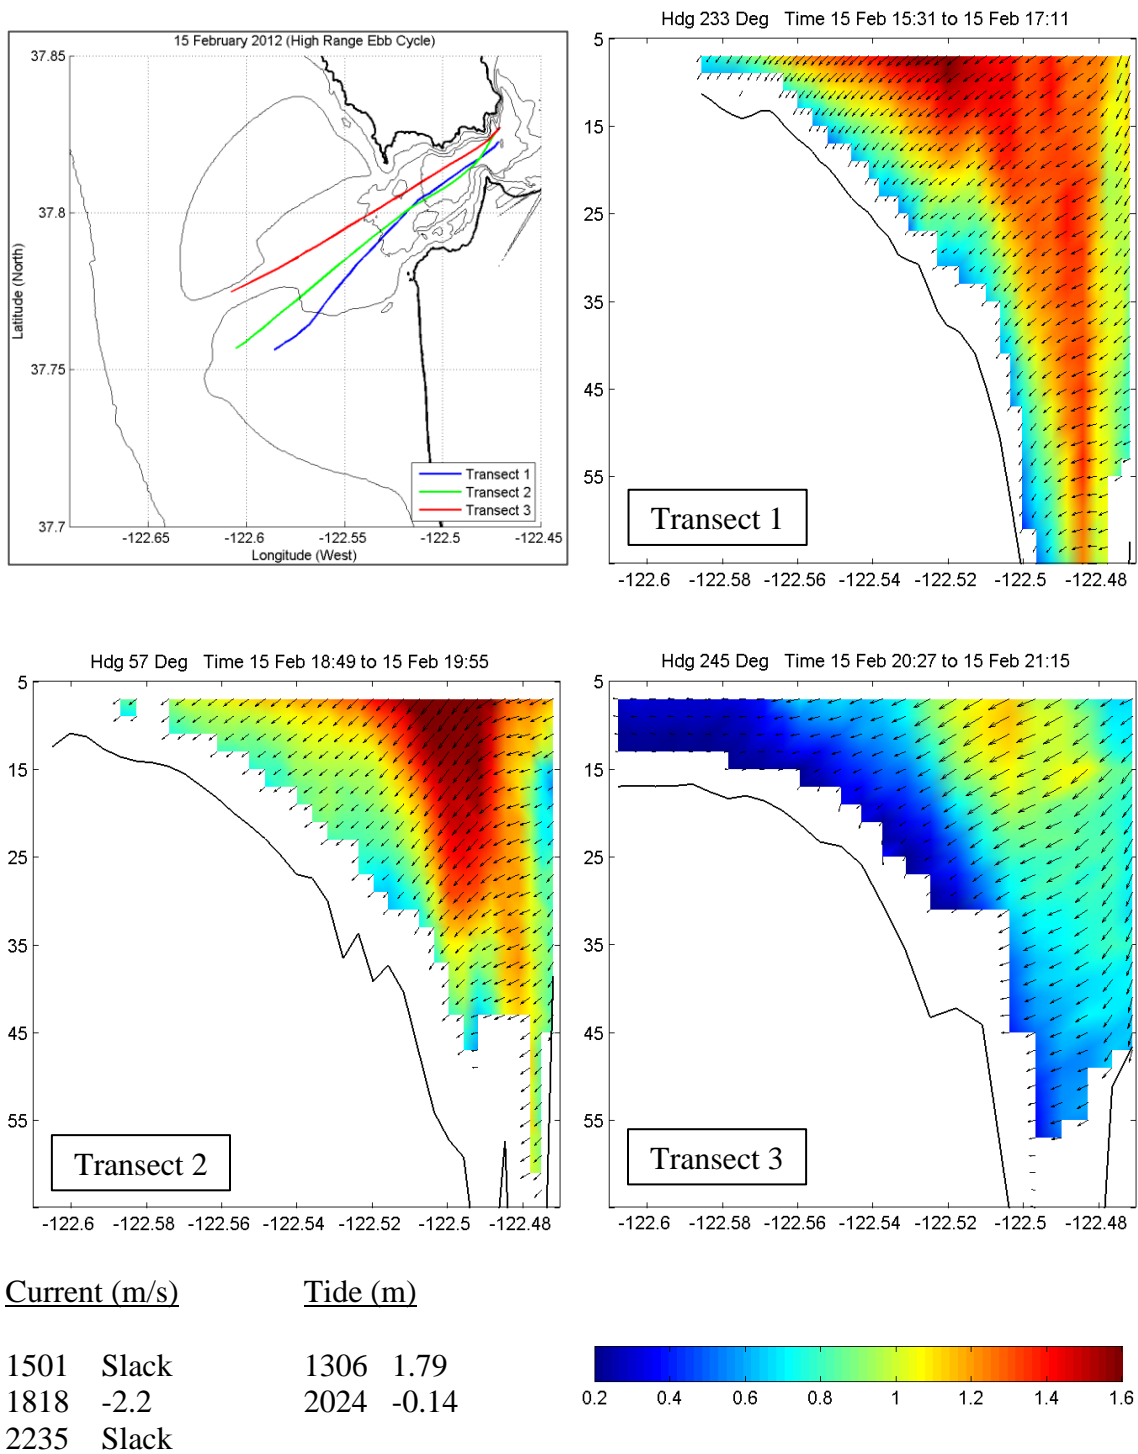 15 February 2012 (High Range Ebb Cycle)
37.85
37.8
37.75
37.7
Latitude (North)
-122.65 -122.6 -122.55 -122.5 -122.45
Longitude (West)
Transect 1
Transect 2
Transect 3
Hdg 233 Deg Time 15 Feb 15:31 to 15 Feb 17:11
5
15
25
35
45
55
Transect 1
-122.6 -122.58 -122.56 -122.54 -122.52 -122.5 -122.48
Hdg 57 Deg Time 15 Feb 18:49 to 15 Feb 19:55
5
15
25
35
45
55
Transect 2
-122.6 -122.58 -122.56 -122.54 -122.52 -122.5 -122.48
Hdg 245 Deg Time 15 Feb 20:27 to 15 Feb 21:15
5
15
25
35
45
55
Transect 3
-122.6 -122.58 -122.56 -122.54 -122.52 -122.5 -122.48
Current (m/s) Tide (m)
1501 Slack 1306 1.79
1818 -2.2 2024 -0.14
2235 Slack
0.2 0.4 0.6 0.8 1 1.2 1.4 1.6